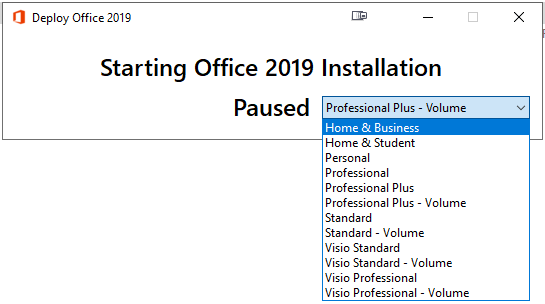 Deploy Office 2019
Starting Office 2019 Installation
Paused
Professional Plus - Volume
Home & Business
Home & Student
Personal
Professional
Professional Plus
Professional Plus - Volume
Standard
Standard - Volume
Visio Standard
Visio Standard - Volume
Visio Professional
Visio Professional - Volume